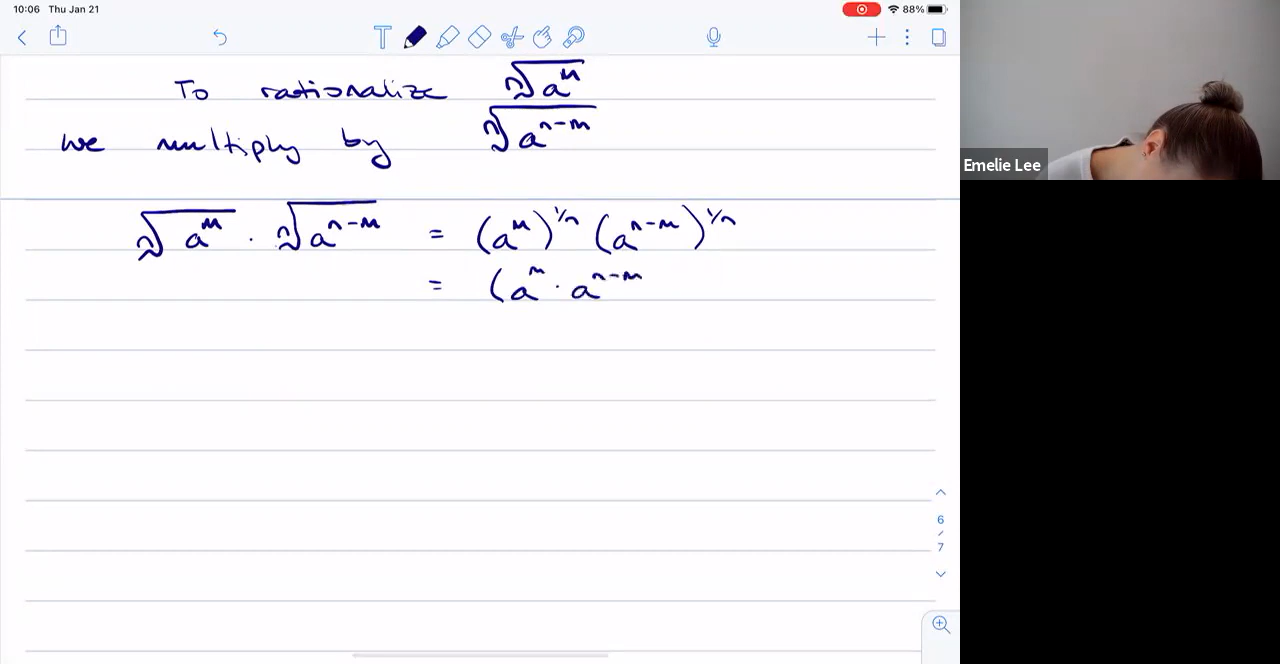 10:06 Thu Jan 21
88%
To rationalize ⁿ√aᵐ
we multiply by ⁿ√aⁿ⁻ᵐ
ⁿ√aᵐ · ⁿ√aⁿ⁻ᵐ = (aᵐ)^1/n (aⁿ⁻ᵐ)^1/n
= (aᵐ · aⁿ⁻ᵐ
Emelie Lee
6
/
7